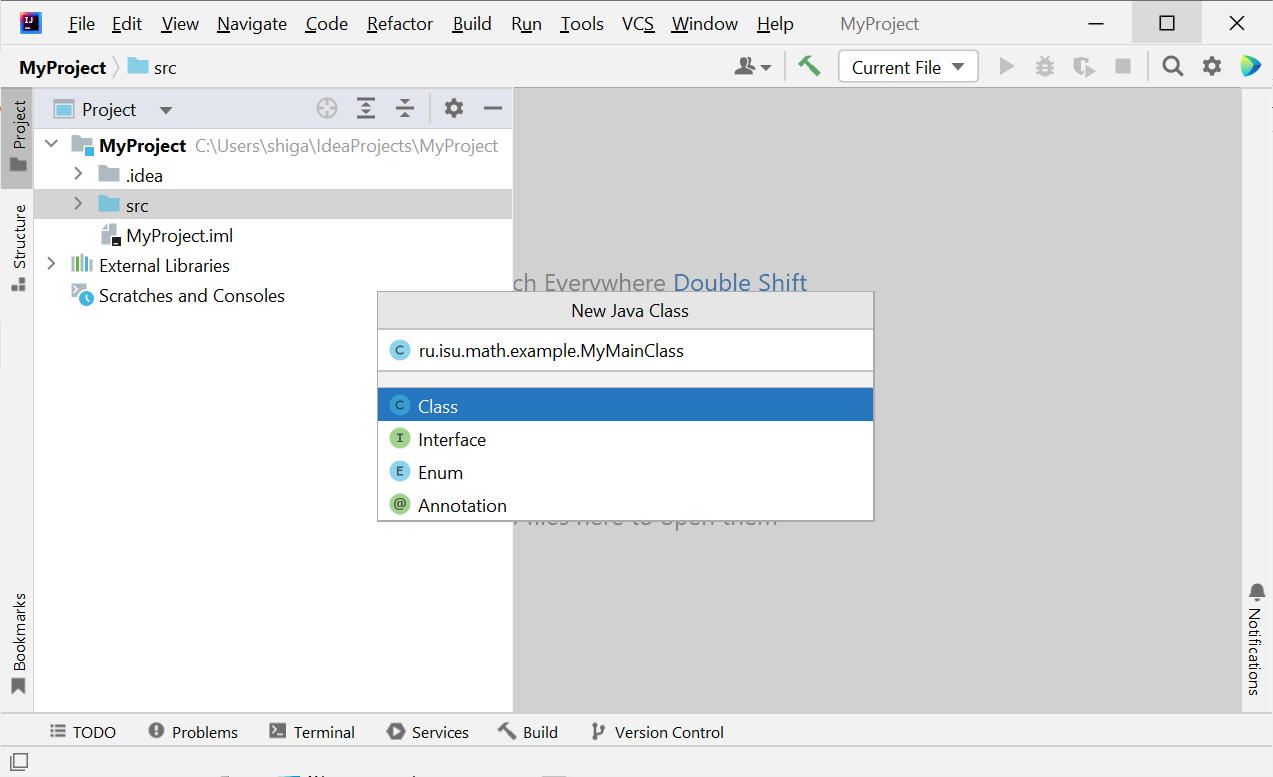 File Edit View Navigate Code Refactor Build Run Tools VCS Window Help MyProject
MyProject src
Current File
Project
Project
MyProject C:\Users\shiga\IdeaProjects\MyProject
.idea
src
Structure
MyProject.iml
External Libraries
Scratches and Consoles
ch Everywhere Double Shift
New Java Class
C ru.isu.math.example.MyMainClass
C Class
I Interface
E Enum
@ Annotation
files here to open them
Bookmarks
Notifications
TODO Problems Terminal Services Build Version Control